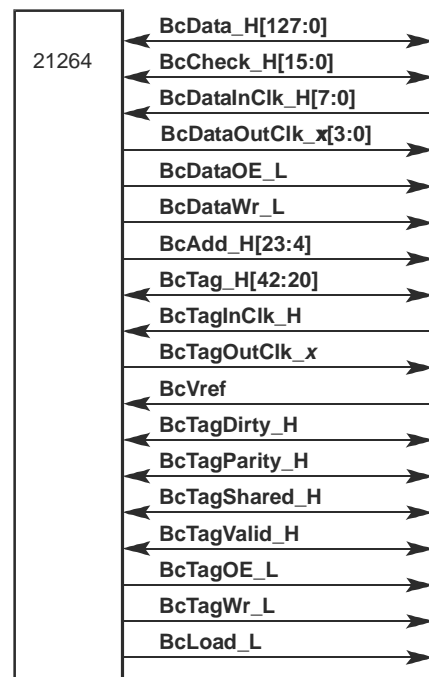 BcData_H[127:0]
21264
BcCheck_H[15:0]
BcDataInClk_H[7:0]
BcDataOutClk_x[3:0]
BcDataOE_L
BcDataWr_L
BcAdd_H[23:4]
BcTag_H[42:20]
BcTagInClk_H
BcTagOutClk_x
BcVref
BcTagDirty_H
BcTagParity_H
BcTagShared_H
BcTagValid_H
BcTagOE_L
BcTagWr_L
BcLoad_L